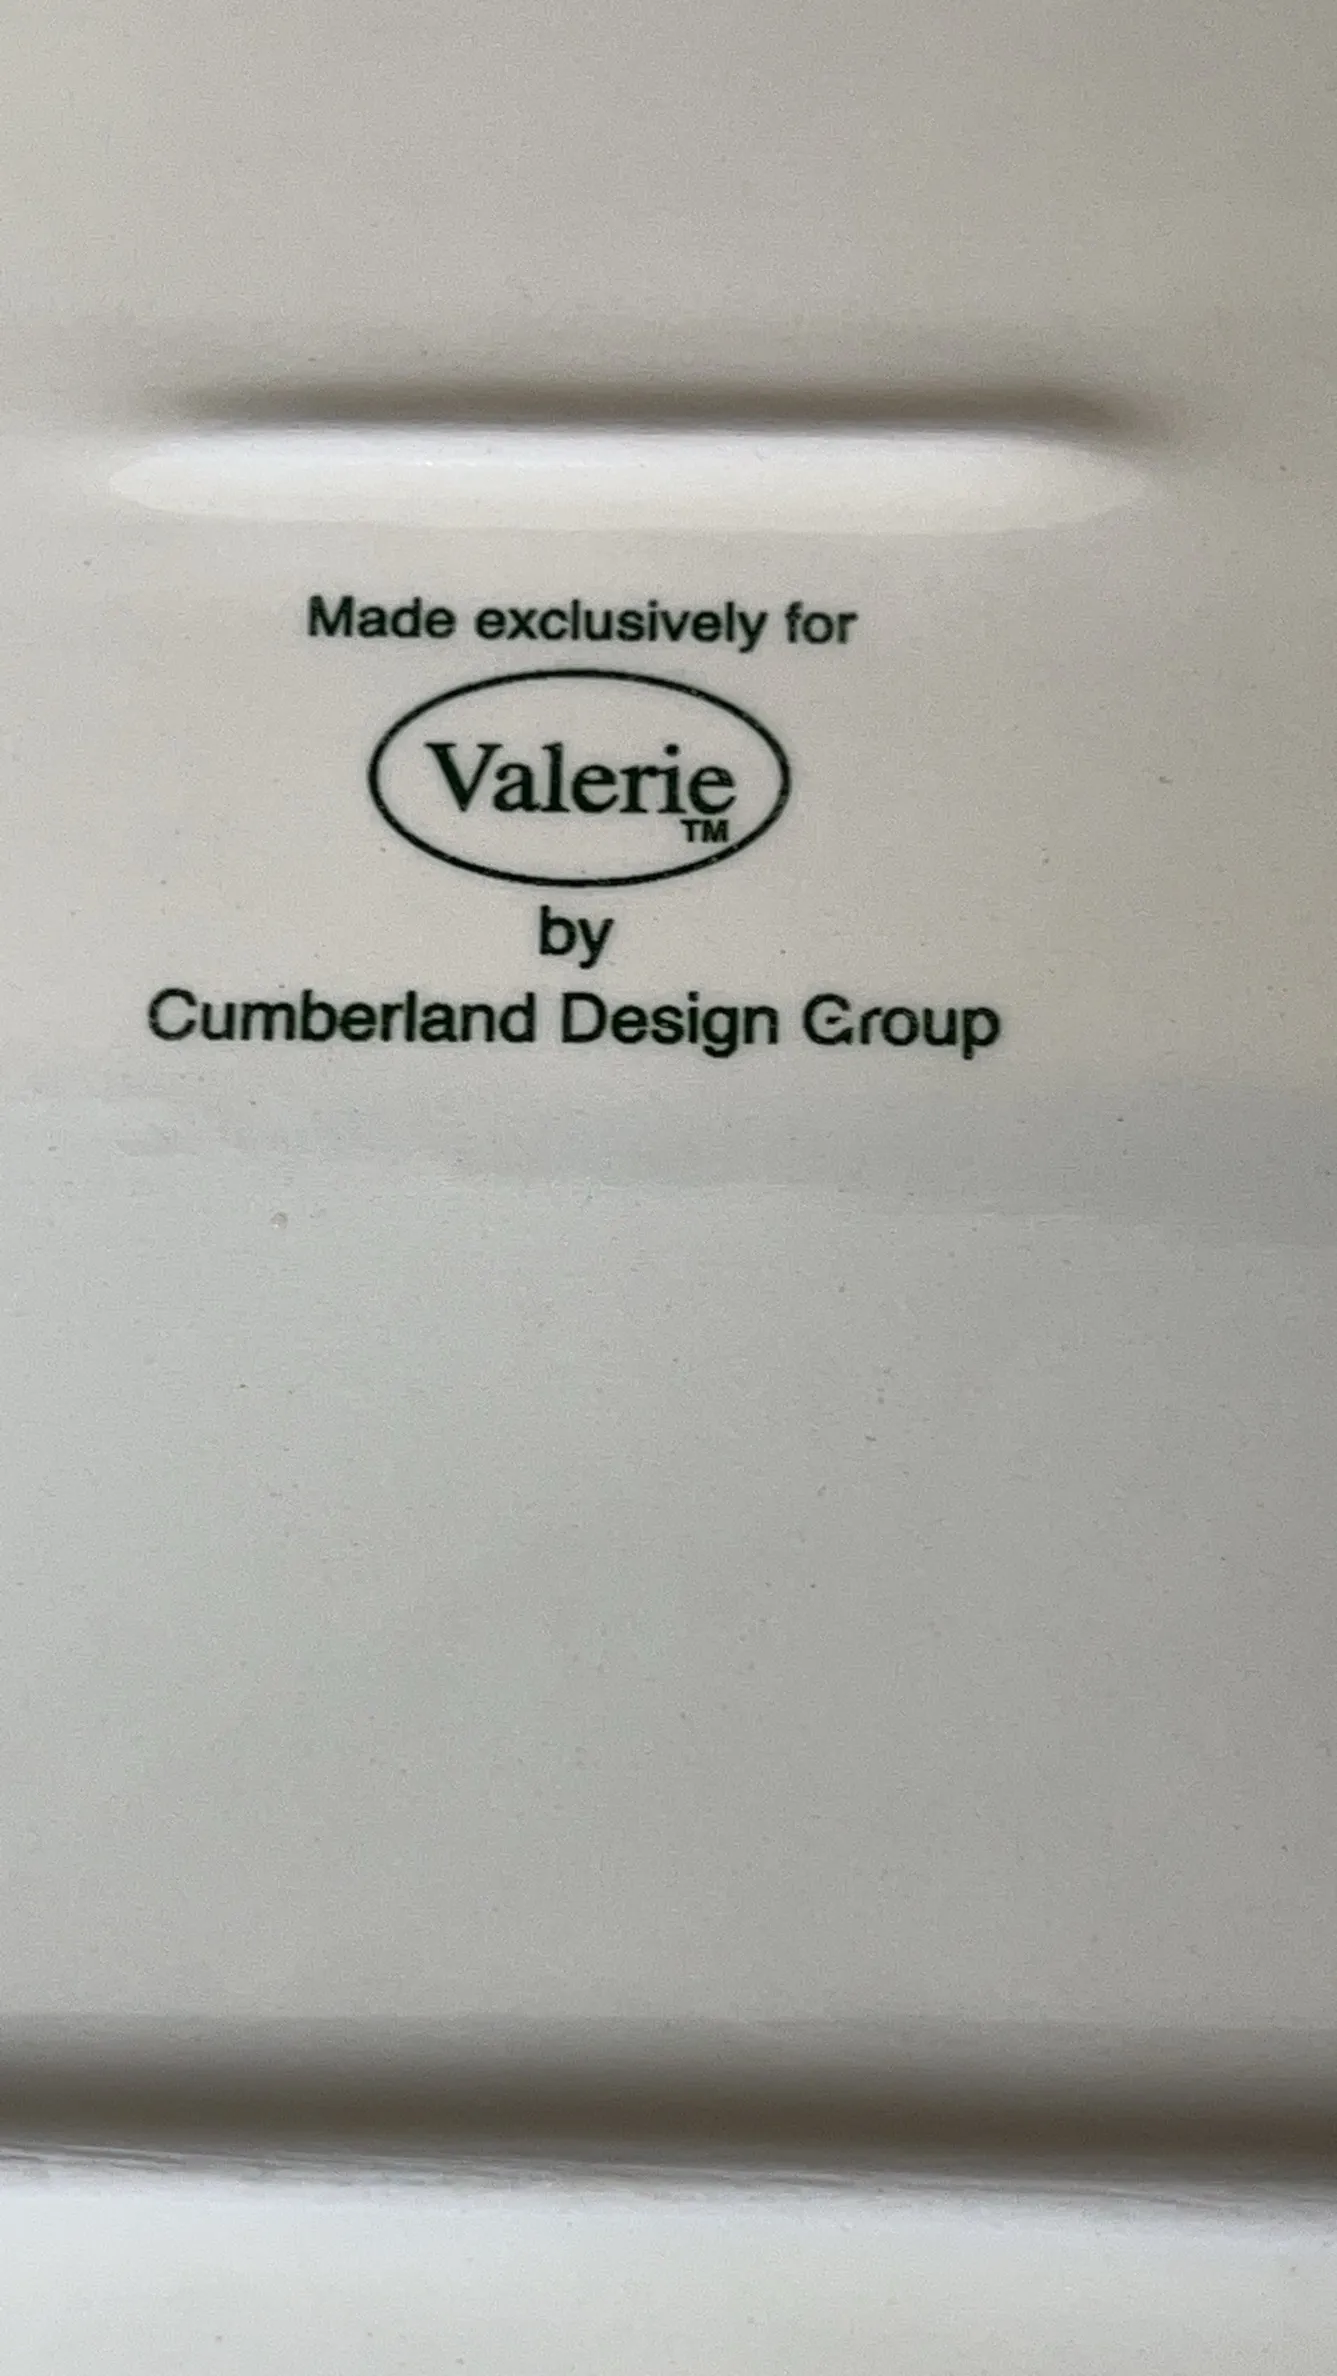 Made exclusively for
Valerie
TM
by
Cumberland Design Group